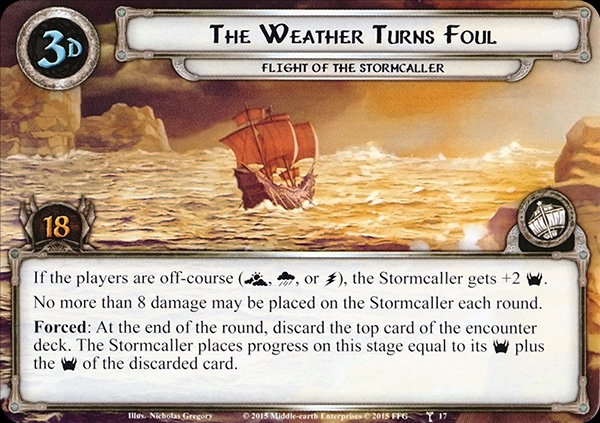 3D
THE WEATHER TURNS FOUL
FLIGHT OF THE STORMCALLER
18
If the players are off-course ( , , or ), the Stormcaller gets +2 .
No more than 8 damage may be placed on the Stormcaller each round.
Forced: At the end of the round, discard the top card of the encounter
deck. The Stormcaller places progress on this stage equal to its plus
the of the discarded card.
Illus. Nicholas Gregory © 2015 Middle-earth Enterprises © 2015 FFG 17